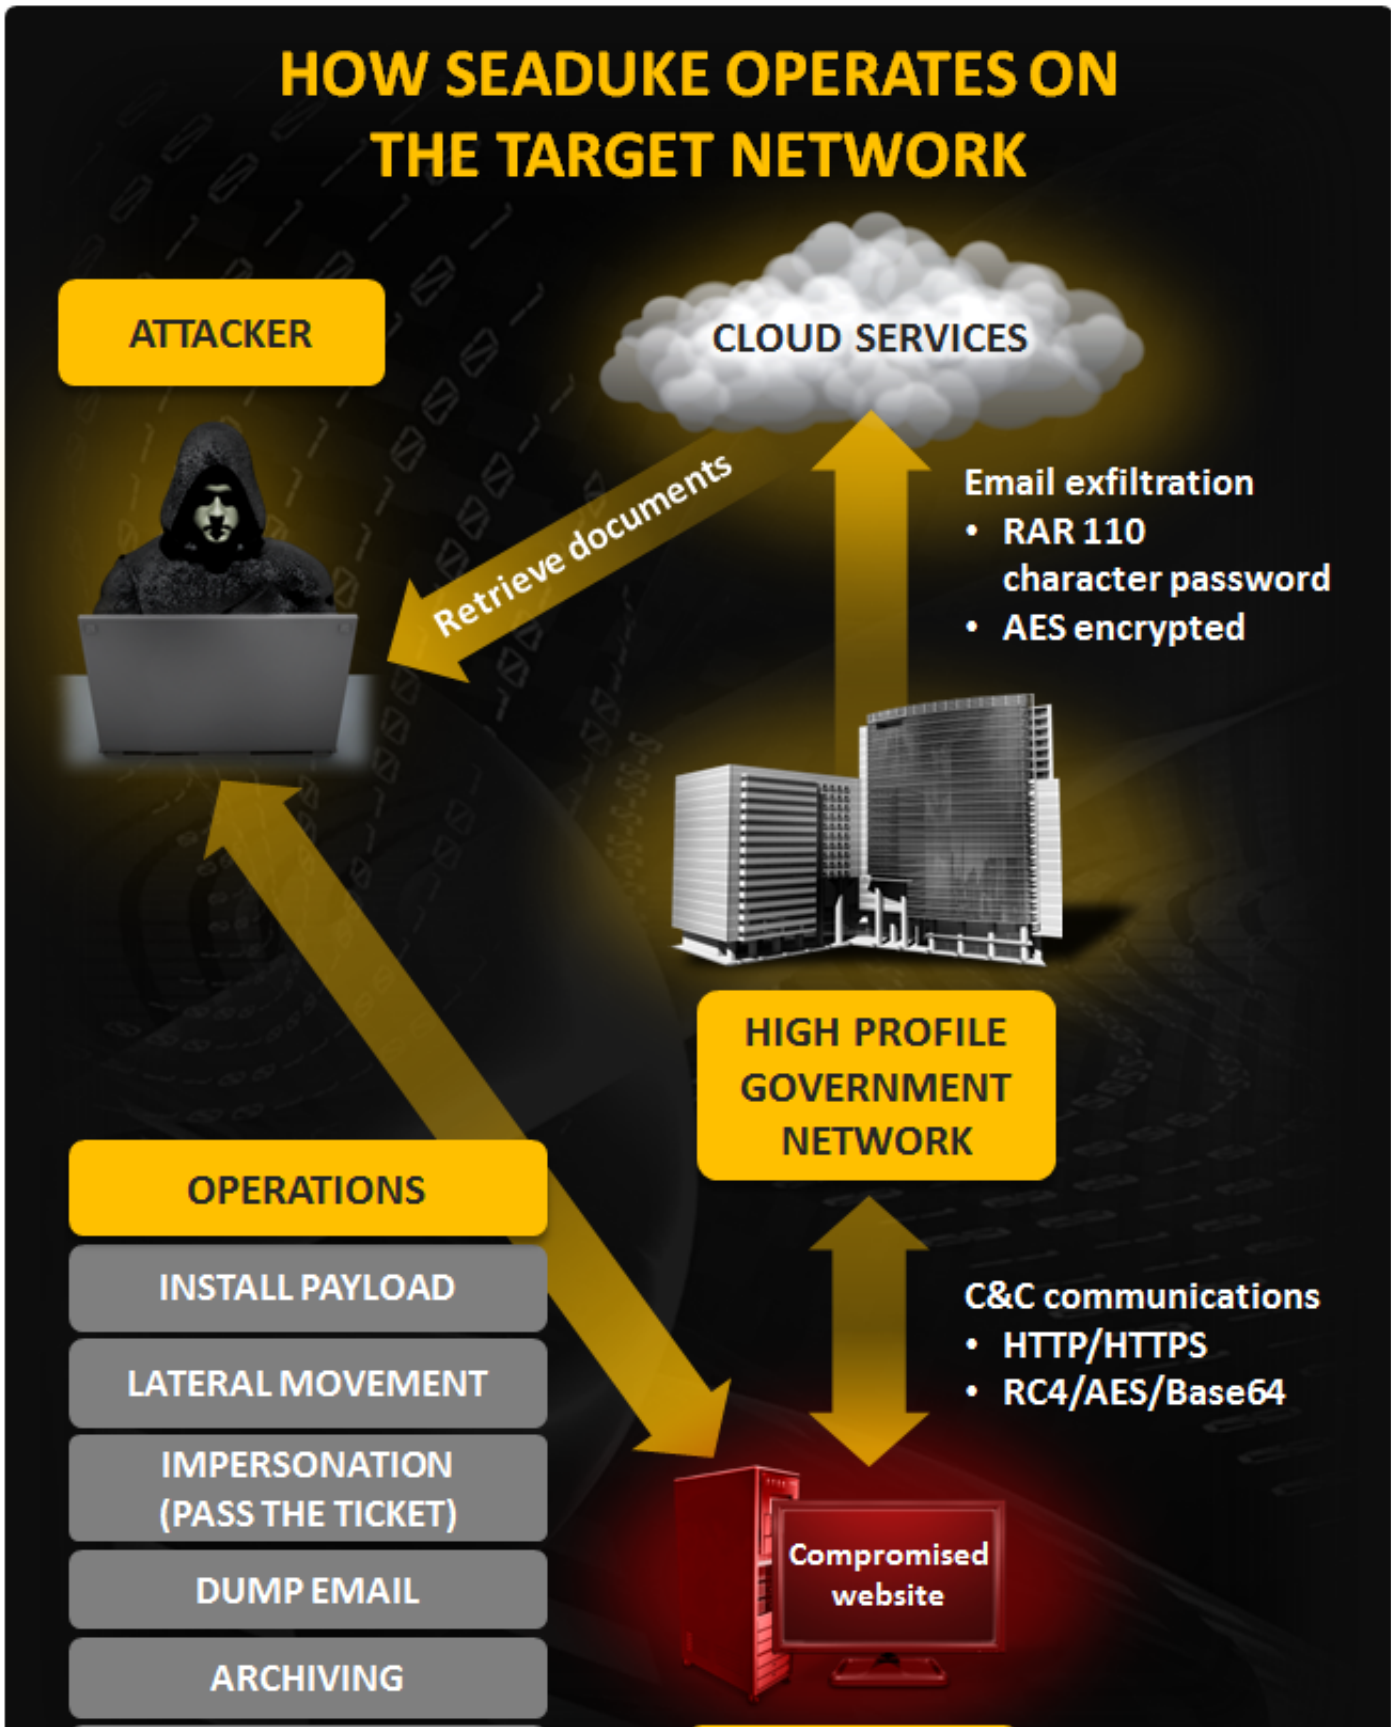 HOW SEADUKE OPERATES ON
THE TARGET NETWORK
ATTACKER
CLOUD SERVICES
Retrieve documents
Email exfiltration
• RAR 110
character password
• AES encrypted
HIGH PROFILE
GOVERNMENT
NETWORK
OPERATIONS
INSTALL PAYLOAD
LATERAL MOVEMENT
IMPERSONATION
(PASS THE TICKET)
DUMP EMAIL
ARCHIVING
C&C communications
• HTTP/HTTPS
• RC4/AES/Base64
Compromised
website